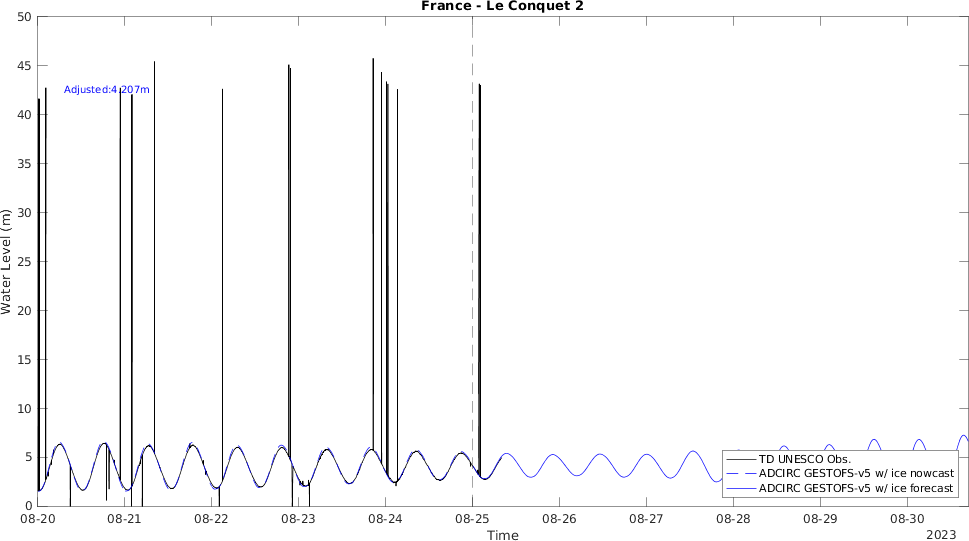 France - Le Conquet 2
50
45
40
35
30
25
20
15
10
5
0
Water Level (m)
Adjusted:4.207m
TD UNESCO Obs.
ADCIRC GESTOFS-v5 w/ ice nowcast
ADCIRC GESTOFS-v5 w/ ice forecast
08-20 08-21 08-22 08-23 08-24 08-25 08-26 08-27 08-28 08-29 08-30
Time
2023